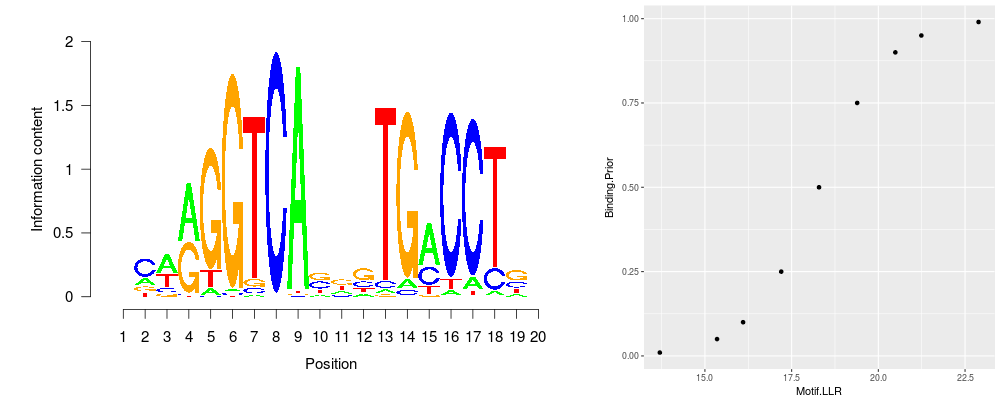 2
1.5
1
0.5
0
Information content
1 2 3 4 5 6 7 8 9 10 11 12 13 14 15 16 17 18 19 20
Position
C A A G G G T C A T G A C C T C
1.00
0.75
0.50
0.25
0.00
Binding.Prior
15.0 17.5 20.0 22.5
Motif.LLR